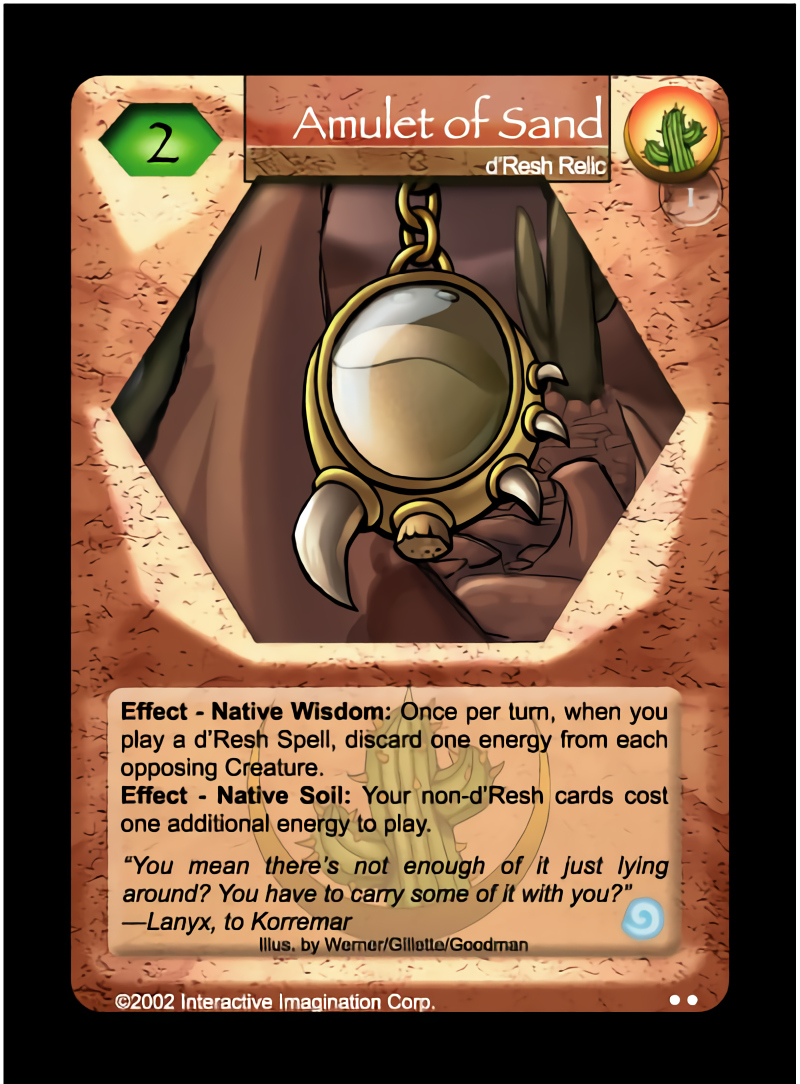 2
Amulet of Sand
d'Resh Relic
I
Effect - Native Wisdom: Once per turn, when you
play a d'Resh Spell, discard one energy from each
opposing Creature.
Effect - Native Soil: Your non-d'Resh cards cost
one additional energy to play.
"You mean there's not enough of it just lying
around? You have to carry some of it with you?"
—Lanyx, to Korremar
Illus. by Werner/Gillette/Goodman
©2002 Interactive Imagination Corp.